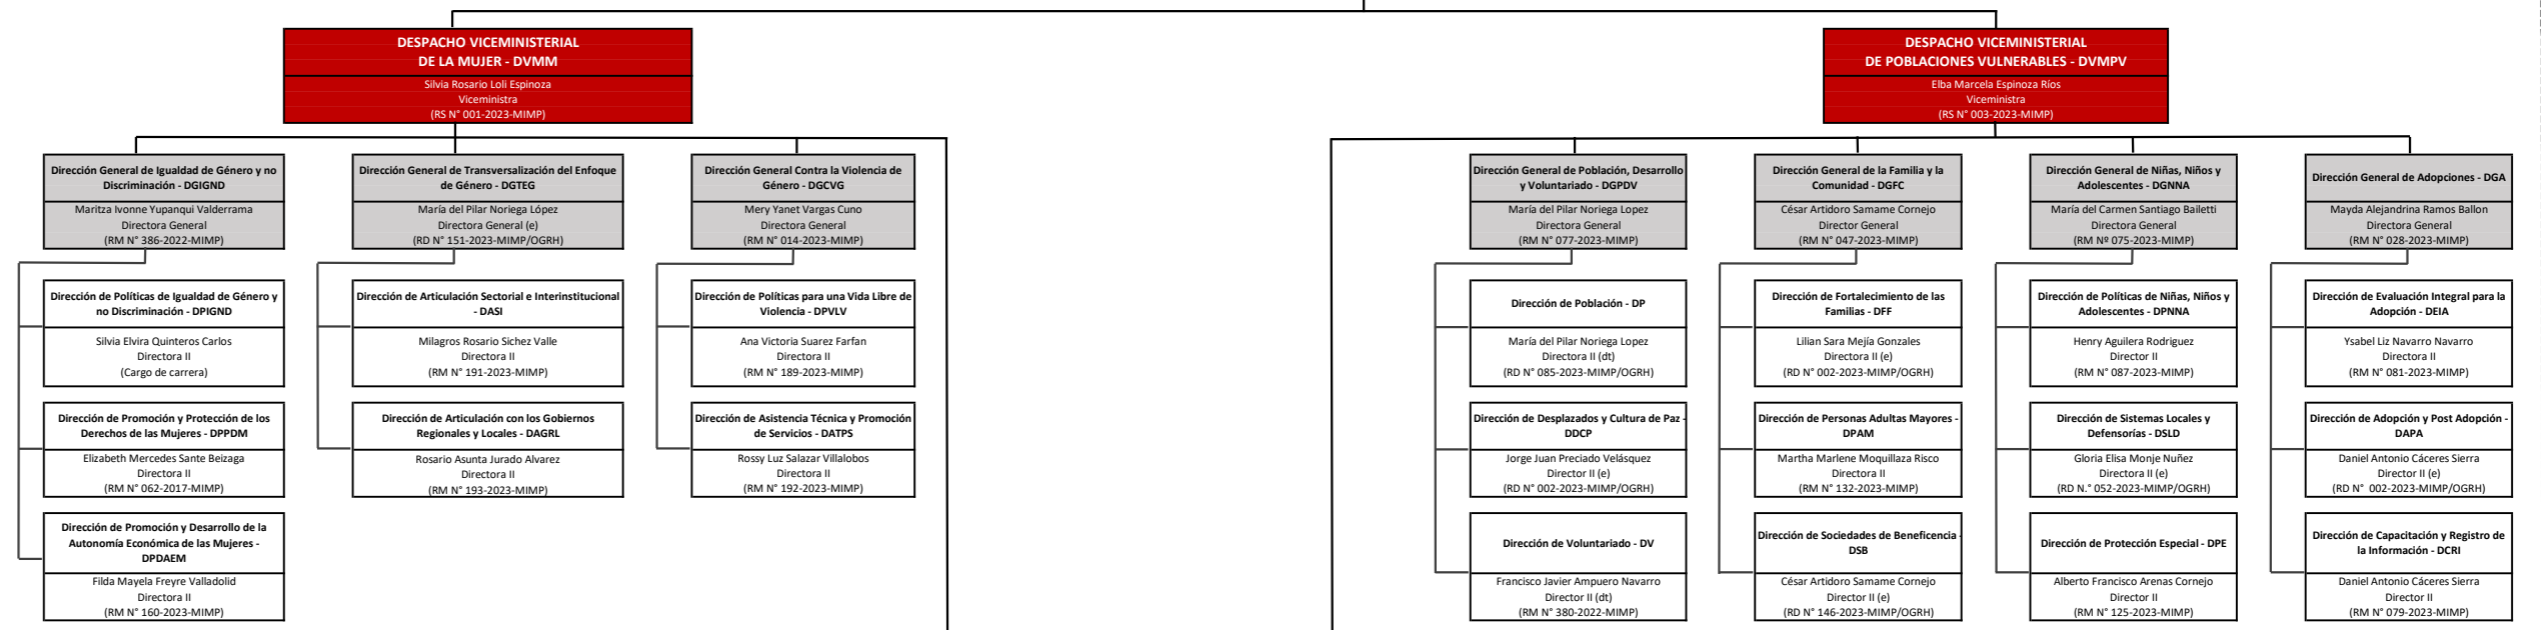 DESPACHO VICEMINISTERIAL
DE LA MUJER - DVMM
Silvia Rosario Loli Espinoza
Viceministra
(RS N° 001-2023-MIMP)
DESPACHO VICEMINISTERIAL
DE POBLACIONES VULNERABLES - DVMPV
Elba Marcela Espinoza Ríos
Viceministra
(RS N° 003-2023-MIMP)
Dirección General de Igualdad de Género y no
Discriminación - DGIGND
Maritza Ivonne Yupanqui Valderrama
Directora General
(RM N° 386-2022-MIMP)
Dirección de Políticas de Igualdad de Género y
no Discriminación - DPIGND
Silvia Elvira Quinteros Carlos
Directora II
(Cargo de carrera)
Dirección de Promoción y Protección de los
Derechos de las Mujeres - DPPDM
Elizabeth Mercedes Sante Beizaga
Directora II
(RM N° 062-2017-MIMP)
Dirección de Promoción y Desarrollo de la
Autonomía Económica de las Mujeres -
DPDAEM
Filda Mayela Freyre Valladolid
Directora II
(RM N° 160-2023-MIMP)
Dirección General de Transversalización del Enfoque
de Género - DGTEG
María del Pilar Noriega López
Directora General (e)
(RD N° 151-2023-MIMP/OGRH)
Dirección de Articulación Sectorial e Interinstitucional
- DASI
Milagros Rosario Sichez Valle
Directora II
(RM N° 191-2023-MIMP)
Dirección de Articulación con los Gobiernos
Regionales y Locales - DAGRL
Rosario Asunta Jurado Alvarez
Directora II
(RM N° 193-2023-MIMP)
Dirección General Contra la Violencia de
Género - DGCVG
Mery Yanet Vargas Cuno
Directora General
(RM N° 014-2023-MIMP)
Dirección de Políticas para una Vida Libre de
Violencia - DPVLV
Ana Victoria Suarez Farfan
Directora II
(RM N° 189-2023-MIMP)
Dirección de Asistencia Técnica y Promoción
de Servicios - DATPS
Rossy Luz Salazar Villalobos
Directora II
(RM N° 192-2023-MIMP)
Dirección General de Población, Desarrollo
y Voluntariado - DGPDV
María del Pilar Noriega Lopez
Directora General
(RM N° 077-2023-MIMP)
Dirección de Población - DP
María del Pilar Noriega Lopez
Directora II (dt)
(RD N° 085-2023-MIMP/OGRH)
Dirección de Desplazados y Cultura de Paz -
DDCP
Jorge Juan Preciado Velásquez
Director II (e)
(RD N° 002-2023-MIMP/OGRH)
Dirección de Voluntariado - DV
Francisco Javier Ampuero Navarro
Director II (dt)
(RM N° 380-2022-MIMP)
Dirección General de la Familia y la
Comunidad - DGFC
César Artidoro Samame Cornejo
Director General
(RM N° 047-2023-MIMP)
Dirección de Fortalecimiento de las
Familias - DFF
Lilian Sara Mejía Gonzales
Directora II (e)
(RD N° 002-2023-MIMP/OGRH)
Dirección de Personas Adultas Mayores -
DPAM
Martha Marlene Moquillaza Risco
Directora II
(RM N° 132-2023-MIMP)
Dirección de Sociedades de Beneficencia -
DSB
César Artidoro Samame Cornejo
Director II (e)
(RD N° 146-2023-MIMP/OGRH)
Dirección General de Niñas, Niños y
Adolescentes - DGNNA
María del Carmen Santiago Bailetti
Directora General
(RM Nº 075-2023-MIMP)
Dirección de Políticas de Niñas, Niños y
Adolescentes - DPNNA
Henry Aguilera Rodriguez
Director II
(RM N° 087-2023-MIMP)
Dirección de Sistemas Locales y
Defensorías - DSLD
Gloria Elisa Monje Nuñez
Directora II (e)
(RD N.° 052-2023-MIMP/OGRH)
Dirección de Protección Especial - DPE
Alberto Francisco Arenas Cornejo
Director II
(RM N° 125-2023-MIMP)
Dirección General de Adopciones - DGA
Mayda Alejandrina Ramos Ballon
Directora General
(RM N° 028-2023-MIMP)
Dirección de Evaluación Integral para la
Adopción - DEIA
Ysabel Liz Navarro Navarro
Directora II
(RM N° 081-2023-MIMP)
Dirección de Adopción y Post Adopción -
DAPA
Daniel Antonio Cáceres Sierra
Director II (e)
(RD N° 002-2023-MIMP/OGRH)
Dirección de Capacitación y Registro de
la Información - DCRI
Daniel Antonio Cáceres Sierra
Director II
(RM N° 079-2023-MIMP)